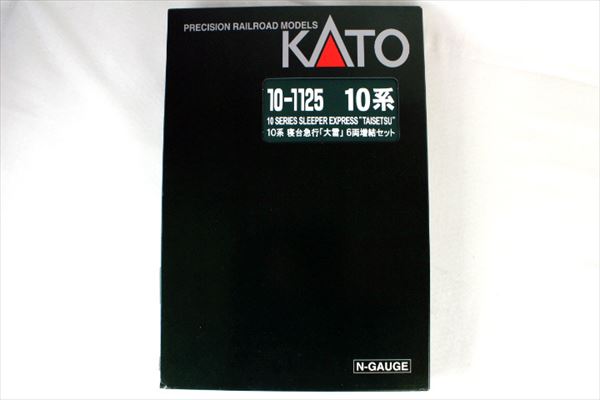 PRECISION RAILROAD MODELS
KATO
10-1125 10系
10 SERIES SLEEPER EXPRESS "TAISETSU"
10系 寝台急行「大雪」6両増結セット
N-GAUGE